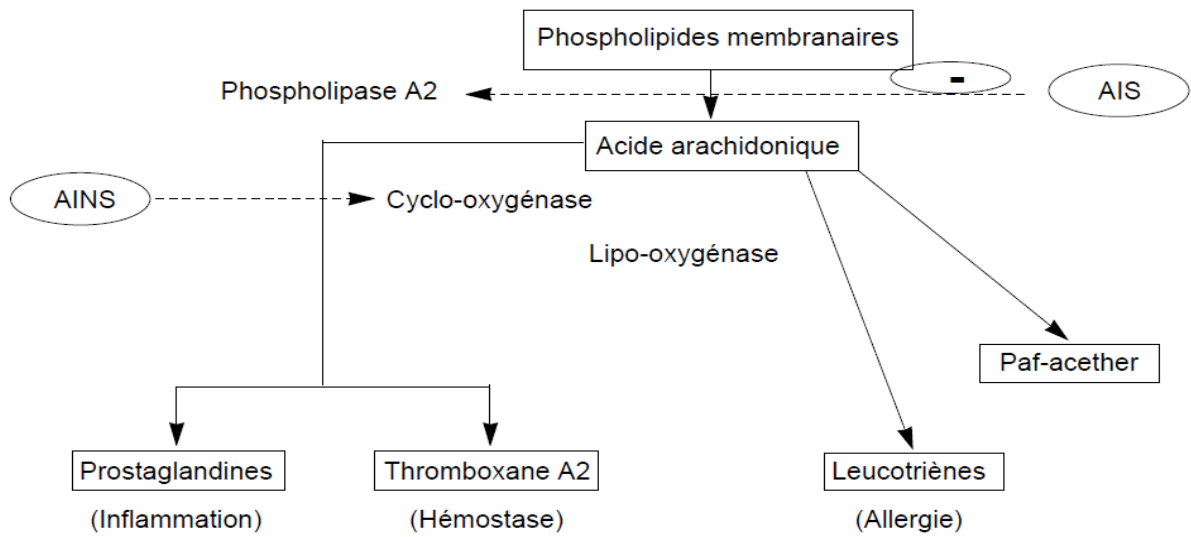 Phospholipides membranaires
-
Phospholipase A2
AIS
Acide arachidonique
AINS
Cyclo-oxygénase
Lipo-oxygénase
Paf-acether
Prostaglandines
Thromboxane A2
Leucotriènes
(Inflammation)
(Hémostase)
(Allergie)